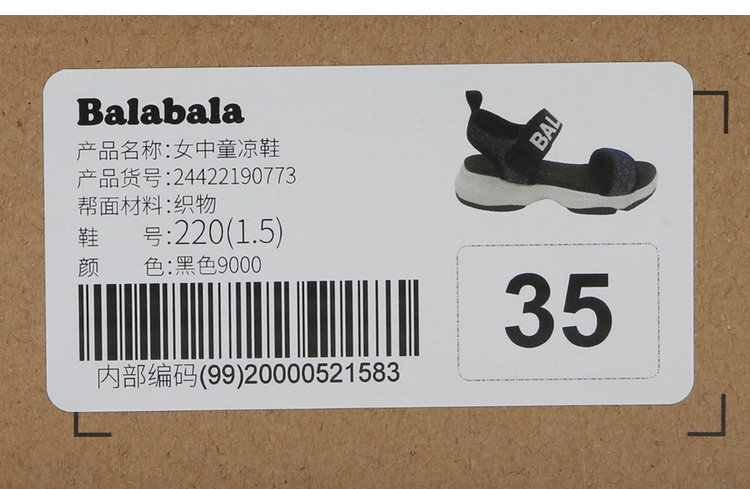 Balabala
产品名称:女中童凉鞋
产品货号:24422190773
帮面材料:织物
鞋 号:220(1.5)
颜 色:黑色9000
内部编码(99)20000521583
BAL
35